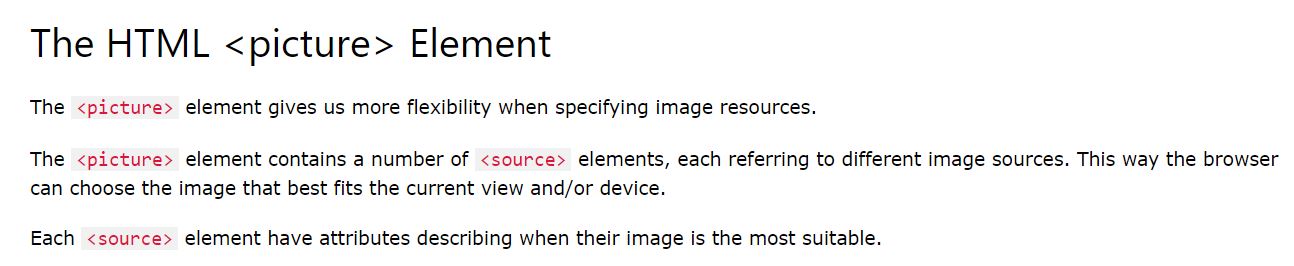 The HTML <picture> Element
The <picture> element gives us more flexibility when specifying image resources.
The <picture> element contains a number of <source> elements, each referring to different image sources. This way the browser
can choose the image that best fits the current view and/or device.
Each <source> element have attributes describing when their image is the most suitable.